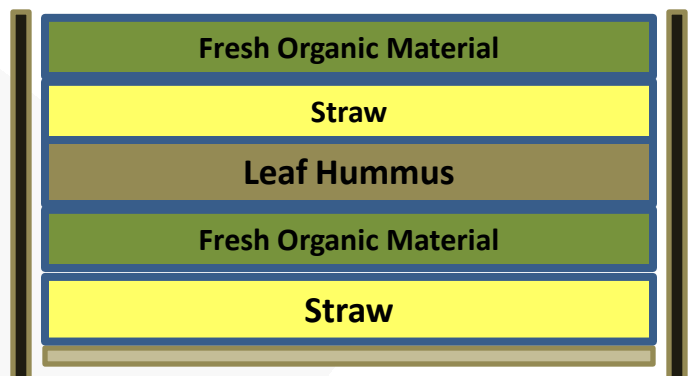 Fresh Organic Material
Straw
Leaf Hummus
Fresh Organic Material
Straw